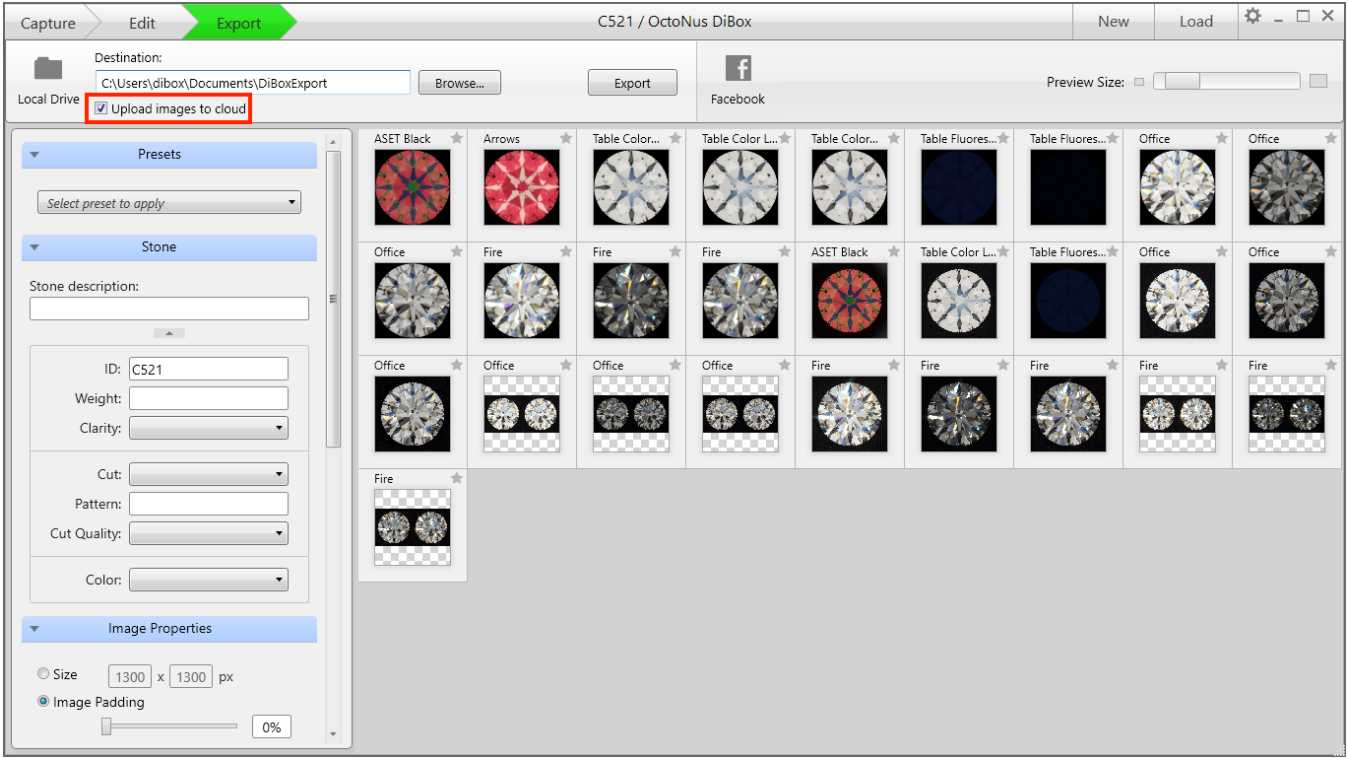 Capture
Edit
Export
C521 / OctoNus DiBox
New
Load
Destination:
C:\Users\dibox\Documents\DiBoxExport
Browse...
Export
Local Drive
Upload images to cloud
Facebook
Preview Size:
Presets
Select preset to apply
Stone
Stone description:
ID: C521
Weight:
Clarity:
Cut:
Pattern:
Cut Quality:
Color:
Image Properties
Size 1300 x 1300 px
Image Padding
0%
ASET Black
Arrows
Table Color...
Table Color L...
Table Color...
Table Fluores...
Table Fluores...
Office
Office
Office
Fire
Fire
Fire
ASET Black
Table Color L...
Table Fluores...
Office
Office
Office
Office
Office
Office
Fire
Fire
Fire
Fire
Fire
Fire